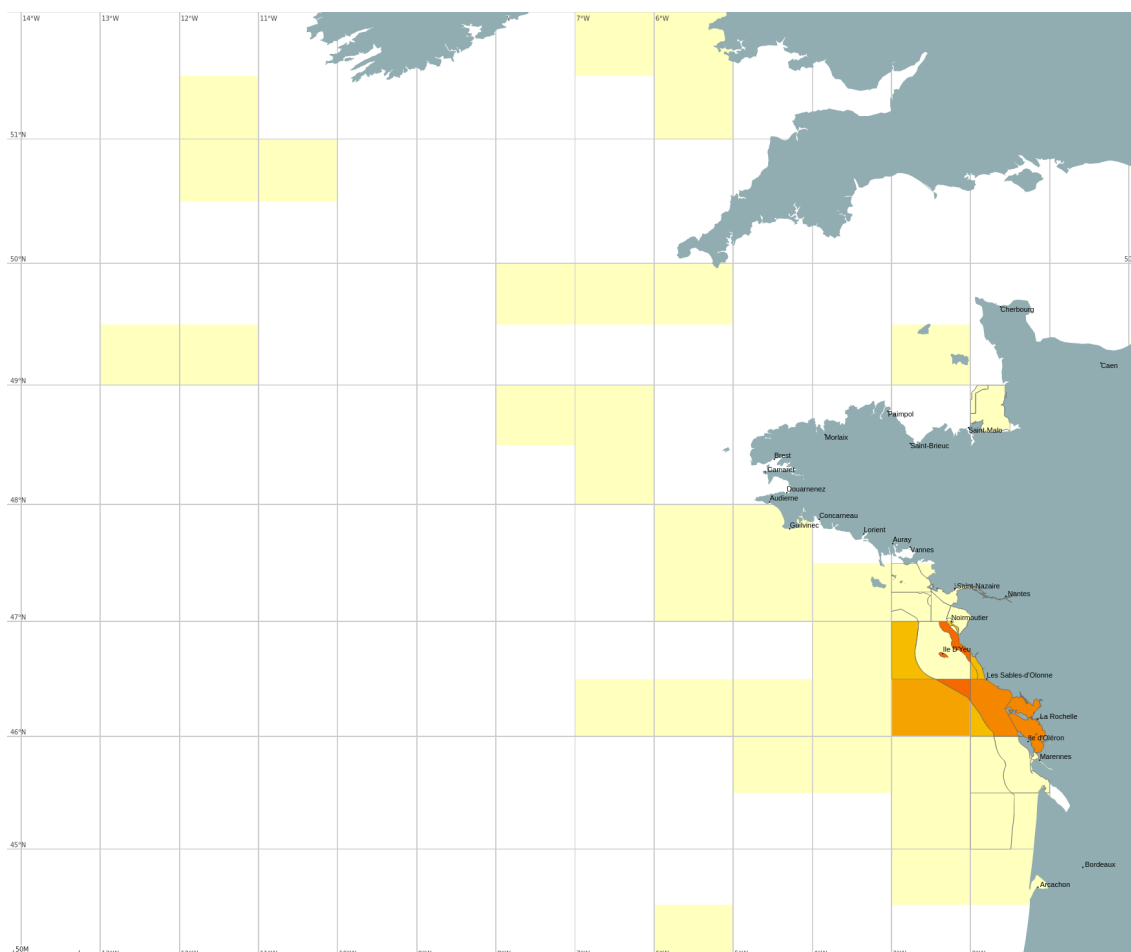 14°W 13°W 12°W 11°W 7°W 6°W
51°N
50°N
Cherbourg
49°N
Caen
Paimpol
Saint-Malo
Morlaix
Saint-Brieuc
Brest
Camaret
Douarnenez
48°N
Audierne
Concarneau
Guilvinec
Lorient
Auray
Vannes
Saint-Nazaire
Nantes
47°N
Noirmoutier
Ile D'Yeu
Les Sables-d'Olonne
La Rochelle
46°N
Ile d'Oléron
Marennes
45°N
Bordeaux
Arcachon